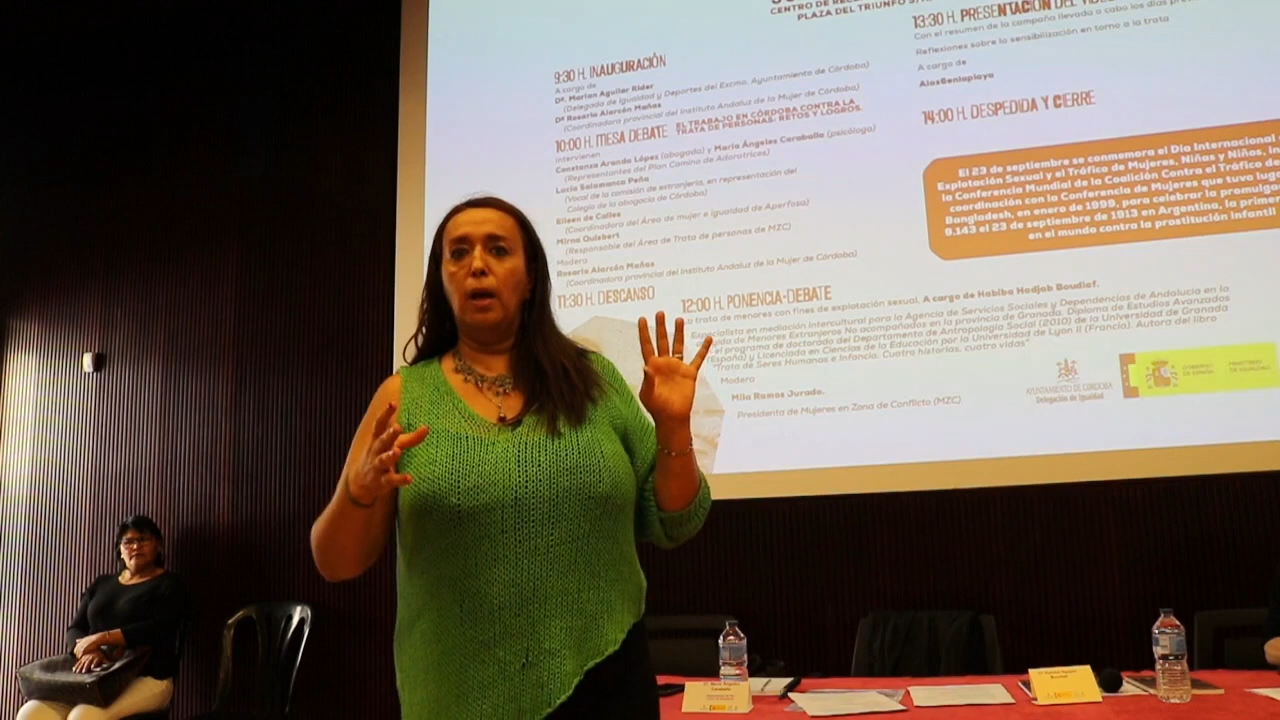 CENTRO DE
PLAZA DEL TRIUNFO
9:30 H. INAUGURACIÓN
A cargo de
Dª. Marian Aguilar Rider
(Delegada de Igualdad y Deportes del Excmo. Ayuntamiento de Córdoba)
Dª Rosario Alarcón Mañas
(Coordinadora provincial del Instituto Andaluz de la Mujer de Córdoba)
10:00 H. MESA DEBATE EL TRABAJO EN CÓRDOBA CONTRA LA
TRATA DE PERSONAS: RETOS Y LOGROS.
Intervienen
Constanza Aranda López (abogada) y María Ángeles Caraballo (psicóloga)
(Representantes del Plan Camino de Adoratrices)
Lucía Salamanca Peña
(Vocal de la comisión de extranjería, en representación del
Colegio de la abogacía de Córdoba)
Eileen de Calles
(Coordinadora del Área de mujer e igualdad de Aperfosa)
Mirna Quisbert
(Responsable del Área de Trata de personas de MZC)
Modera
Rosario Alarcón Mañas
(Coordinadora provincial del Instituto Andaluz de la Mujer de Córdoba)
11:30 H. DESCANSO
12:00 H. PONENCIA-DEBATE
La trata de menores con fines de explotación sexual. A cargo de Habiba Hadjab Boudiaf.
Especialista en mediación intercultural para la Agencia de Servicios Sociales y Dependencias de Andalucía en la
de Menores Extranjeros No acompañados en la provincia de Granada. Diploma de Estudios Avanzados
el programa de doctorado del Departamento de Antropología Social (2010) de la Universidad de Granada
(España) y Licenciada en Ciencias de la Educación por la Universidad de Lyon II (Francia). Autora del libro
"Trata de Seres Humanas e Infancia. Cuatro historias, cuatro vidas"
Modera
Mila Ramos Jurado.
Presidenta de Mujeres en Zona de Conflicto (MZC)
13:30 H. PRESENTACIÓN DEL
Con el resumen de la campaña llevada a cabo los días
Reflexiones sobre la sensibilización en torno a la trata
A cargo de
AlasGenlaplaya
14:00 H. DESPEDIDA Y CIERRE
El 23 de septiembre se conmemora el Día Internacional
Explotación Sexual y el Tráfico de Mujeres, Niñas y Niños,
la Conferencia Mundial de la Coalición Contra el Tráfico de
coordinación con la Conferencia de Mujeres que tuvo
Bangladesh, en enero de 1999, para celebrar la
9.143 el 23 de septiembre de 1913 en Argentina, la
en el mundo contra la prostitución infantil
AYUNTAMIENTO DE CÓRDOBA
Delegación de Igualdad
GOBIERNO
DE ESPAÑA
MINISTERIO
DE IGUALDAD